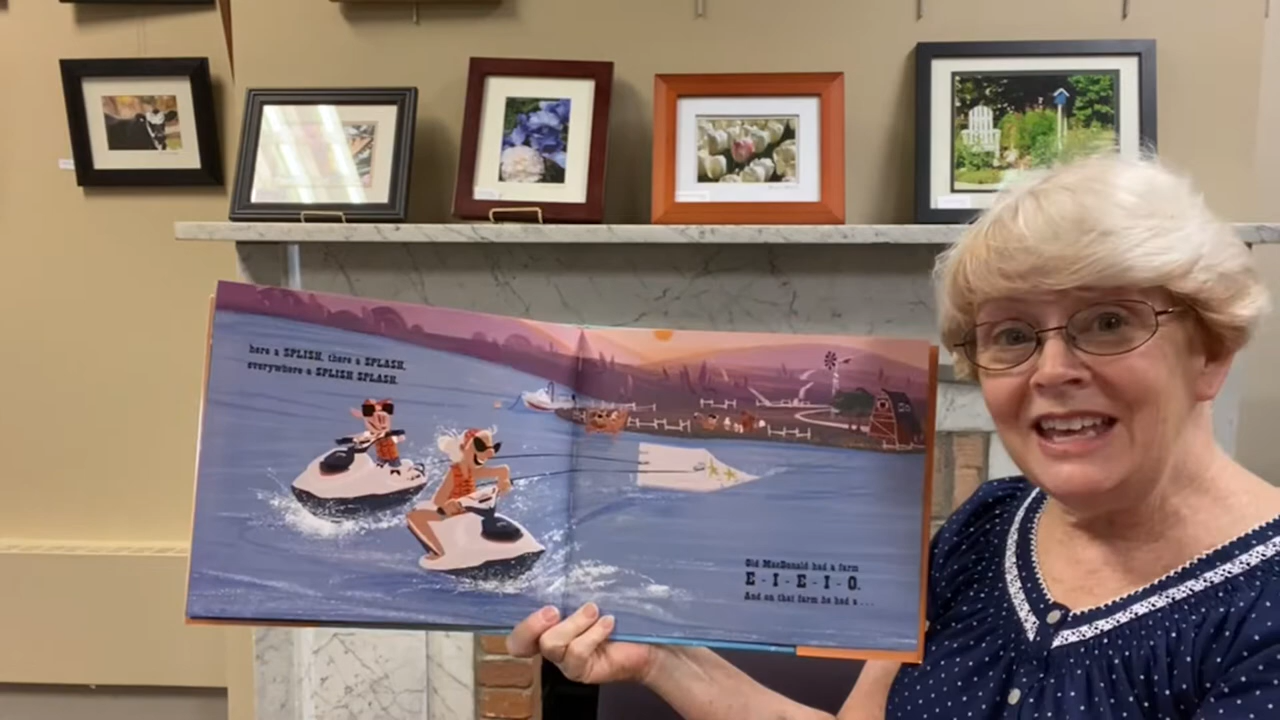 here a SPLISH, there a SPLASH,
everywhere a SPLISH SPLASH.
Old MacDonald had a farm
E-I-E-I-O.
And on that farm he had a...